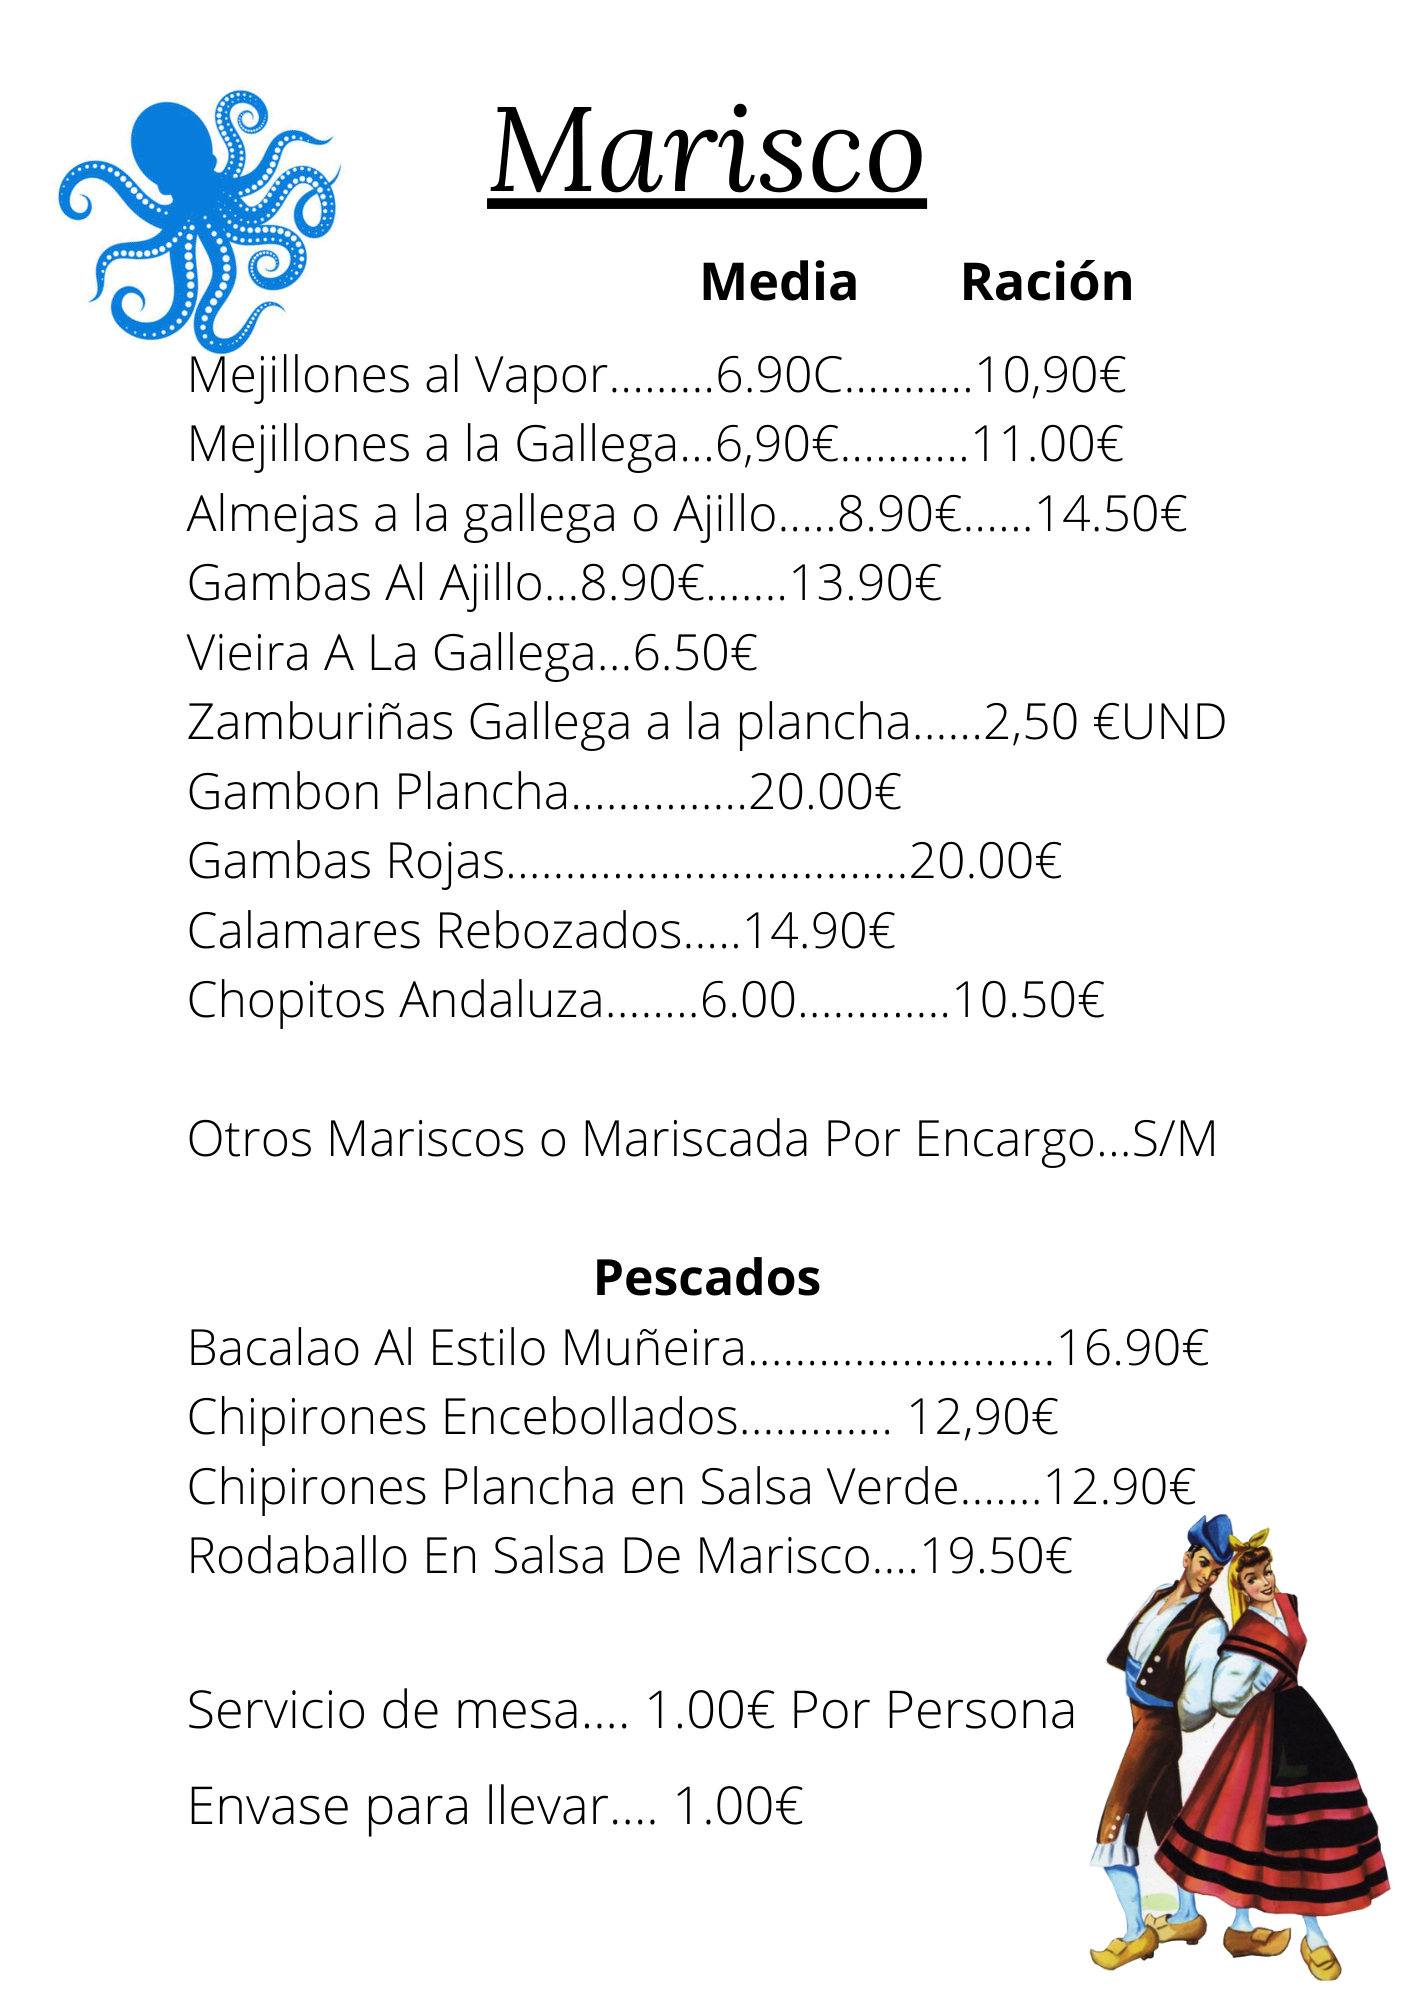 Marisco
Media Ración
Mejillones al Vapor.........6.90C...........10,90€
Mejillones a la Gallega...6,90€...........11.00€
Almejas a la gallega o Ajillo.....8.90€......14.50€
Gambas Al Ajillo...8.90€.......13.90€
Vieira A La Gallega...6.50€
Zamburiñas Gallega a la plancha......2,50 €UND
Gambon Plancha...............20.00€
Gambas Rojas..................................20.00€
Calamares Rebozados.....14.90€
Chopitos Andaluza........6.00.............10.50€
Otros Mariscos o Mariscada Por Encargo...S/M
Pescados
Bacalao Al Estilo Muñeira..........................16.90€
Chipirones Encebollados............. 12,90€
Chipirones Plancha en Salsa Verde.......12.90€
Rodaballo En Salsa De Marisco....19.50€
Servicio de mesa.... 1.00€ Por Persona
Envase para llevar.... 1.00€